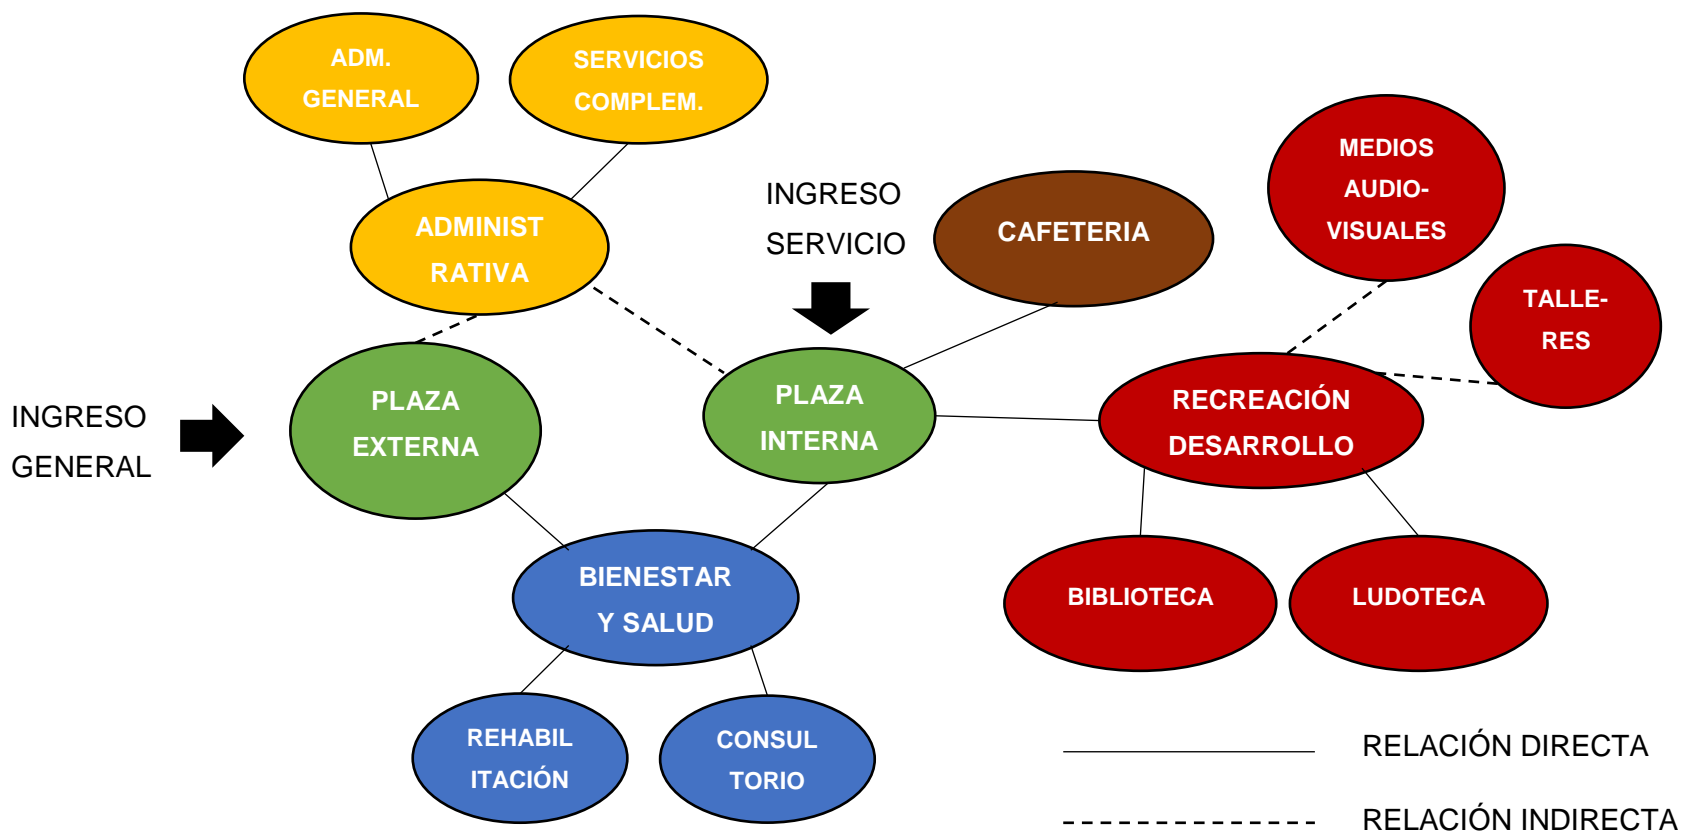 ADM.
GENERAL
SERVICIOS
COMPLEM.
ADMINIST
RATIVA
INGRESO
SERVICIO
CAFETERIA
MEDIOS
AUDIO-
VISUALES
TALLE-
RES
INGRESO
GENERAL
PLAZA
EXTERNA
PLAZA
INTERNA
RECREACIÓN
DESARROLLO
BIENESTAR
Y SALUD
BIBLIOTECA
LUDOTECA
REHABIL
ITACIÓN
CONSUL
TORIO
RELACIÓN DIRECTA
RELACIÓN INDIRECTA